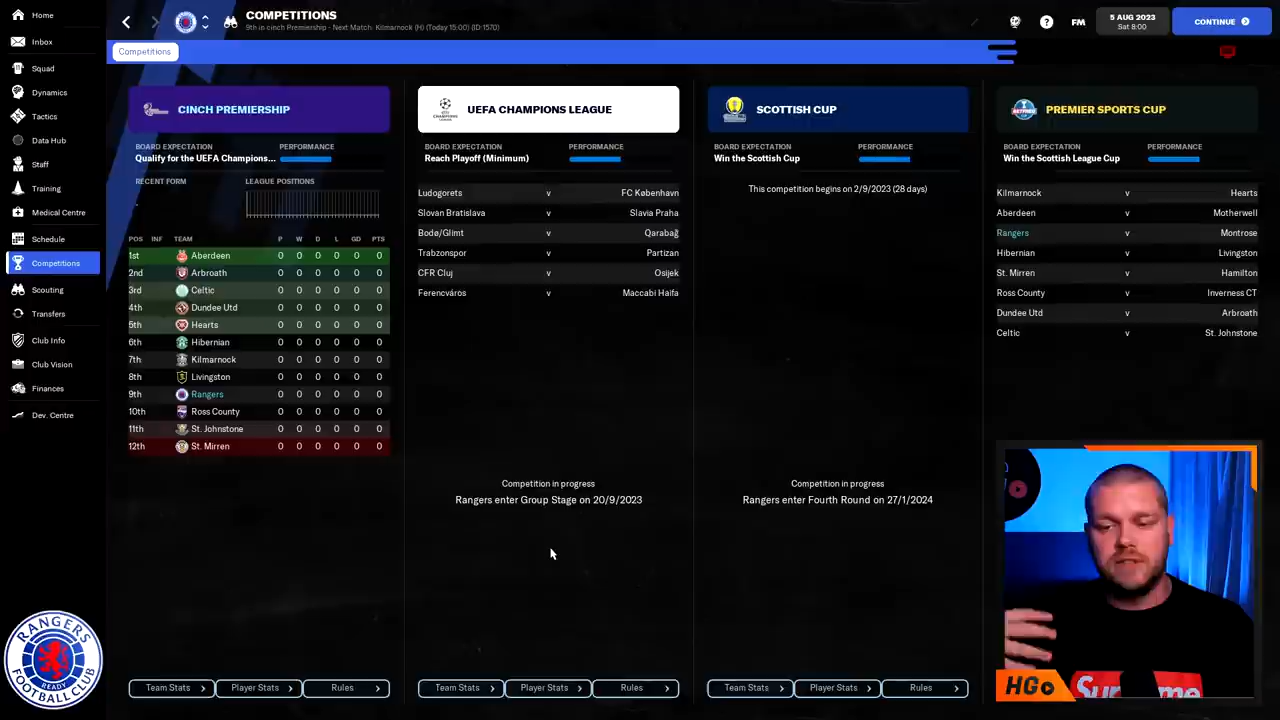 Home
Inbox
Squad
Dynamics
Tactics
Data Hub
Staff
Training
Medical Centre
Schedule
Competitions
Scouting
Transfers
Club Info
Club Vision
Finances
Dev. Centre
RANGERS
READY
FOOTBALL CLUB
COMPETITIONS
9th in cinch Premiership - Next Match: Kilmarnock (H) (Today 15:00) (ID:1570)
FM
5 AUG 2023
Sat 8:00
CONTINUE
Competitions
CINCH PREMIERSHIP
BOARD EXPECTATION PERFORMANCE
Qualify for the UEFA Champions...
RECENT FORM LEAGUE POSITIONS
-
POS INF TEAM P W D L GD PTS
1st Aberdeen 0 0 0 0 0 0
2nd Arbroath 0 0 0 0 0 0
3rd Celtic 0 0 0 0 0 0
4th Dundee Utd 0 0 0 0 0 0
5th Hearts 0 0 0 0 0 0
6th Hibernian 0 0 0 0 0 0
7th Kilmarnock 0 0 0 0 0 0
8th Livingston 0 0 0 0 0 0
9th Rangers 0 0 0 0 0 0
10th Ross County 0 0 0 0 0 0
11th St. Johnstone 0 0 0 0 0 0
12th St. Mirren 0 0 0 0 0 0
Team Stats Player Stats Rules
UEFA CHAMPIONS LEAGUE
BOARD EXPECTATION PERFORMANCE
Reach Playoff (Minimum)
Ludogorets v FC København
Slovan Bratislava v Slavia Praha
Bodø/Glimt v Qarabağ
Trabzonspor v Partizan
CFR Cluj v Osijek
Ferencváros v Maccabi Haifa
Competition in progress
Rangers enter Group Stage on 20/9/2023
Team Stats Player Stats Rules
SCOTTISH CUP
BOARD EXPECTATION PERFORMANCE
Win the Scottish Cup
This competition begins on 2/9/2023 (28 days)
Competition in progress
Rangers enter Fourth Round on 27/1/2024
Team Stats Player Stats Rules
PREMIER SPORTS CUP
BOARD EXPECTATION PERFORMANCE
Win the Scottish League Cup
Kilmarnock v Hearts
Aberdeen v Motherwell
Rangers v Montrose
Hibernian v Livingston
St. Mirren v Hamilton
Ross County v Inverness CT
Dundee Utd v Arbroath
Celtic v St. Johnstone
HGo